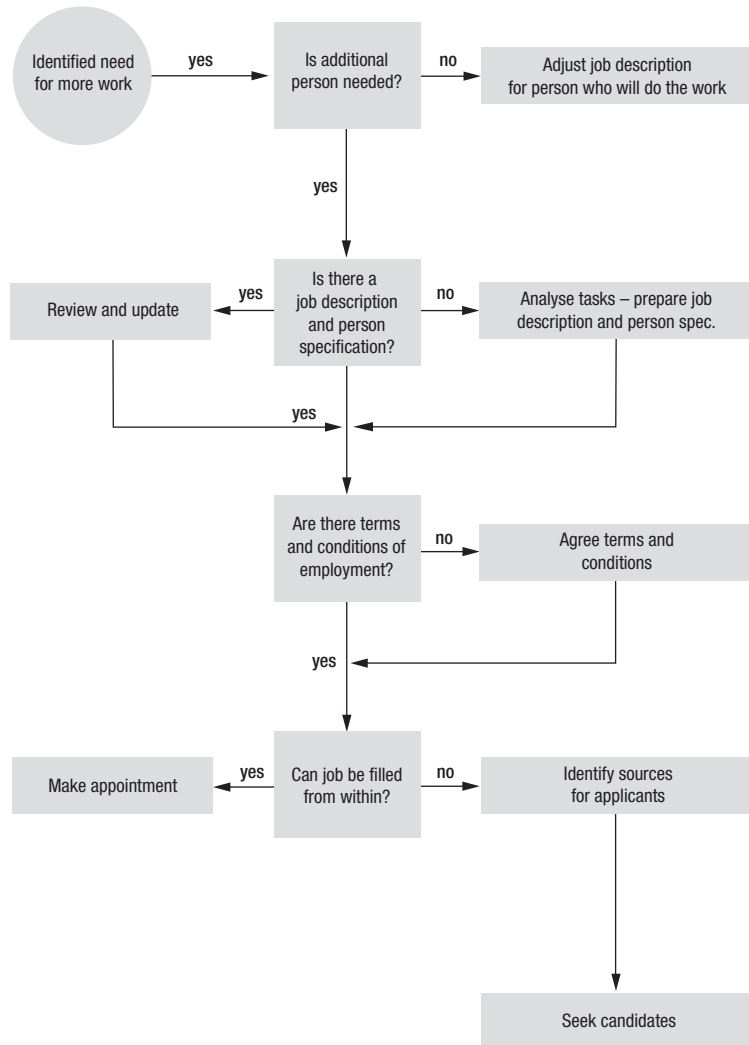 Identified need
for more work
yes
Is additional
person needed?
no
Adjust job description
for person who will do the work
yes
Review and update
yes
Is there a
job description
and person
specification?
no
Analyse tasks – prepare job
description and person spec.
yes
Are there terms
and conditions of
employment?
no
Agree terms and
conditions
yes
Make appointment
yes
Can job be filled
from within?
no
Identify sources
for applicants
Seek candidates